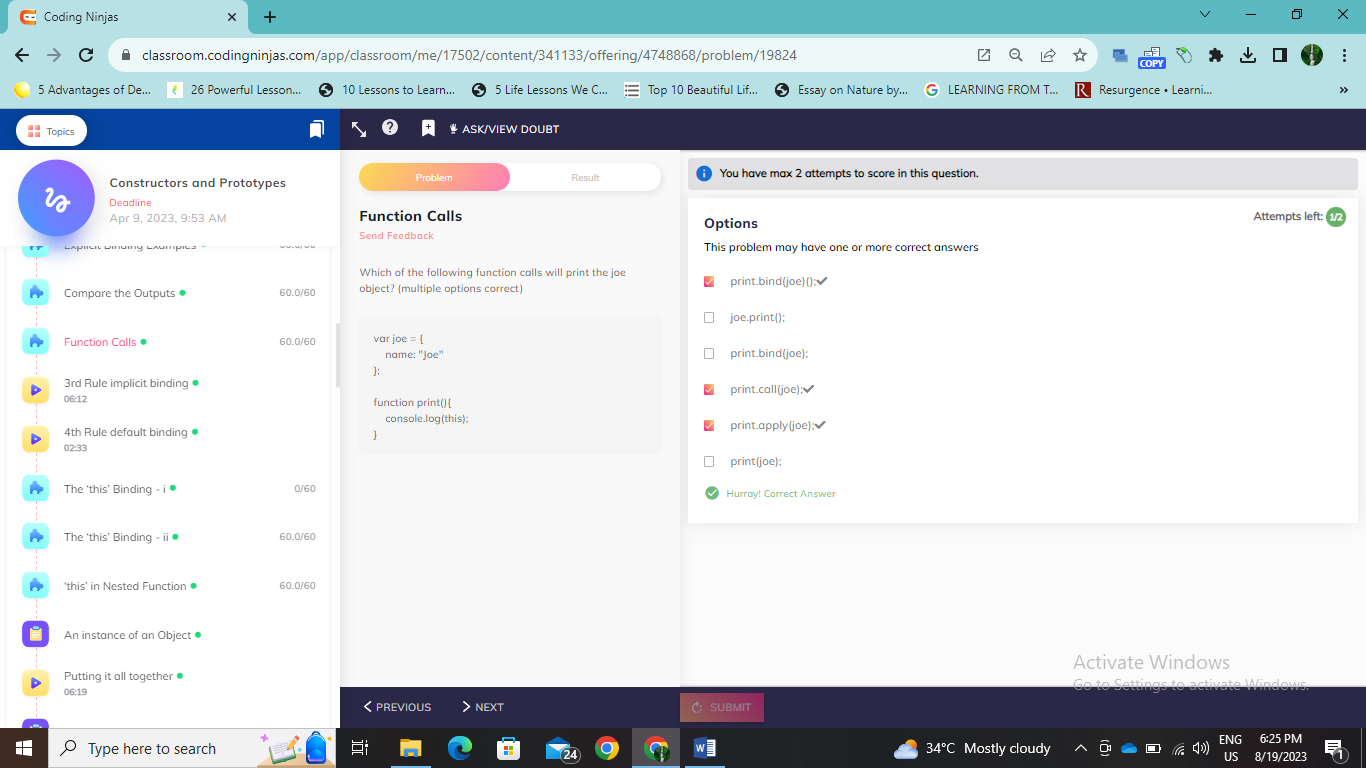 Coding Ninjas
classroom.codingninjas.com/app/classroom/me/17502/content/341133/offering/4748868/problem/19824
COPY
5 Advantages of De...
26 Powerful Lesson...
10 Lessons to Learn...
5 Life Lessons We C...
Top 10 Beautiful Lif...
Essay on Nature by...
LEARNING FROM T...
Resurgence • Learni...
»
Topics
ASK/VIEW DOUBT
Constructors and Prototypes
Deadline
Apr 9, 2023, 9:53 AM
Explicit Binding Examples
60.0/60
Compare the Outputs
60.0/60
Function Calls
60.0/60
3rd Rule implicit binding
06:12
4th Rule default binding
02:33
The 'this' Binding - i
0/60
The 'this' Binding - ii
60.0/60
'this' in Nested Function
60.0/60
An instance of an Object
Putting it all together
06:19
Problem
Result
Function Calls
Send Feedback
Which of the following function calls will print the joe
object? (multiple options correct)
var joe = {
name: "Joe"
};
function print(){
console.log(this);
}
You have max 2 attempts to score in this question.
Options
Attempts left: 1/2
This problem may have one or more correct answers
print.bind(joe)();
joe.print();
print.bind(joe);
print.call(joe);
print.apply(joe);
print(joe);
Hurray! Correct Answer
Activate Windows
Go to Settings to activate Windows.
PREVIOUS
NEXT
SUBMIT
Type here to search
24
34°C Mostly cloudy
ENG
US
6:25 PM
8/19/2023
1